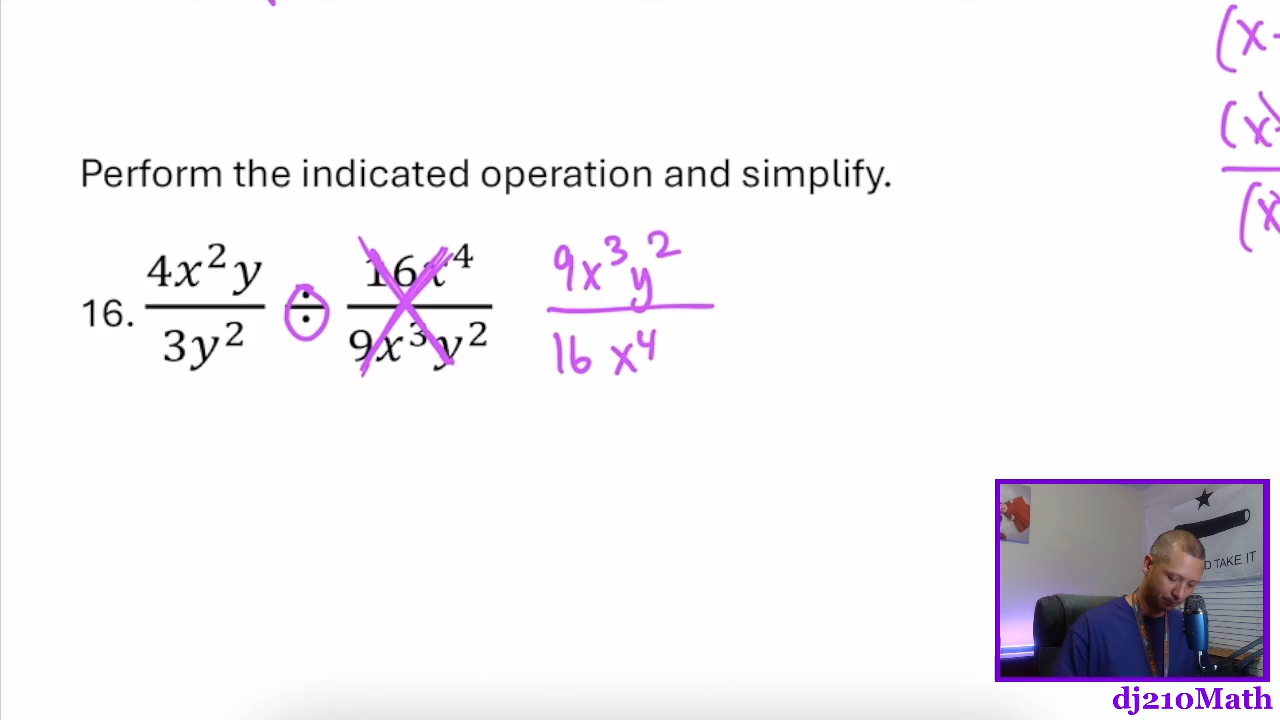 (x-
(x
Perform the indicated operation and simplify.
16. 4x²y / 3y² ÷ 16x⁴ / 9x³y² 9x³y² / 16x⁴
(x
D TAKE IT
dj210Math